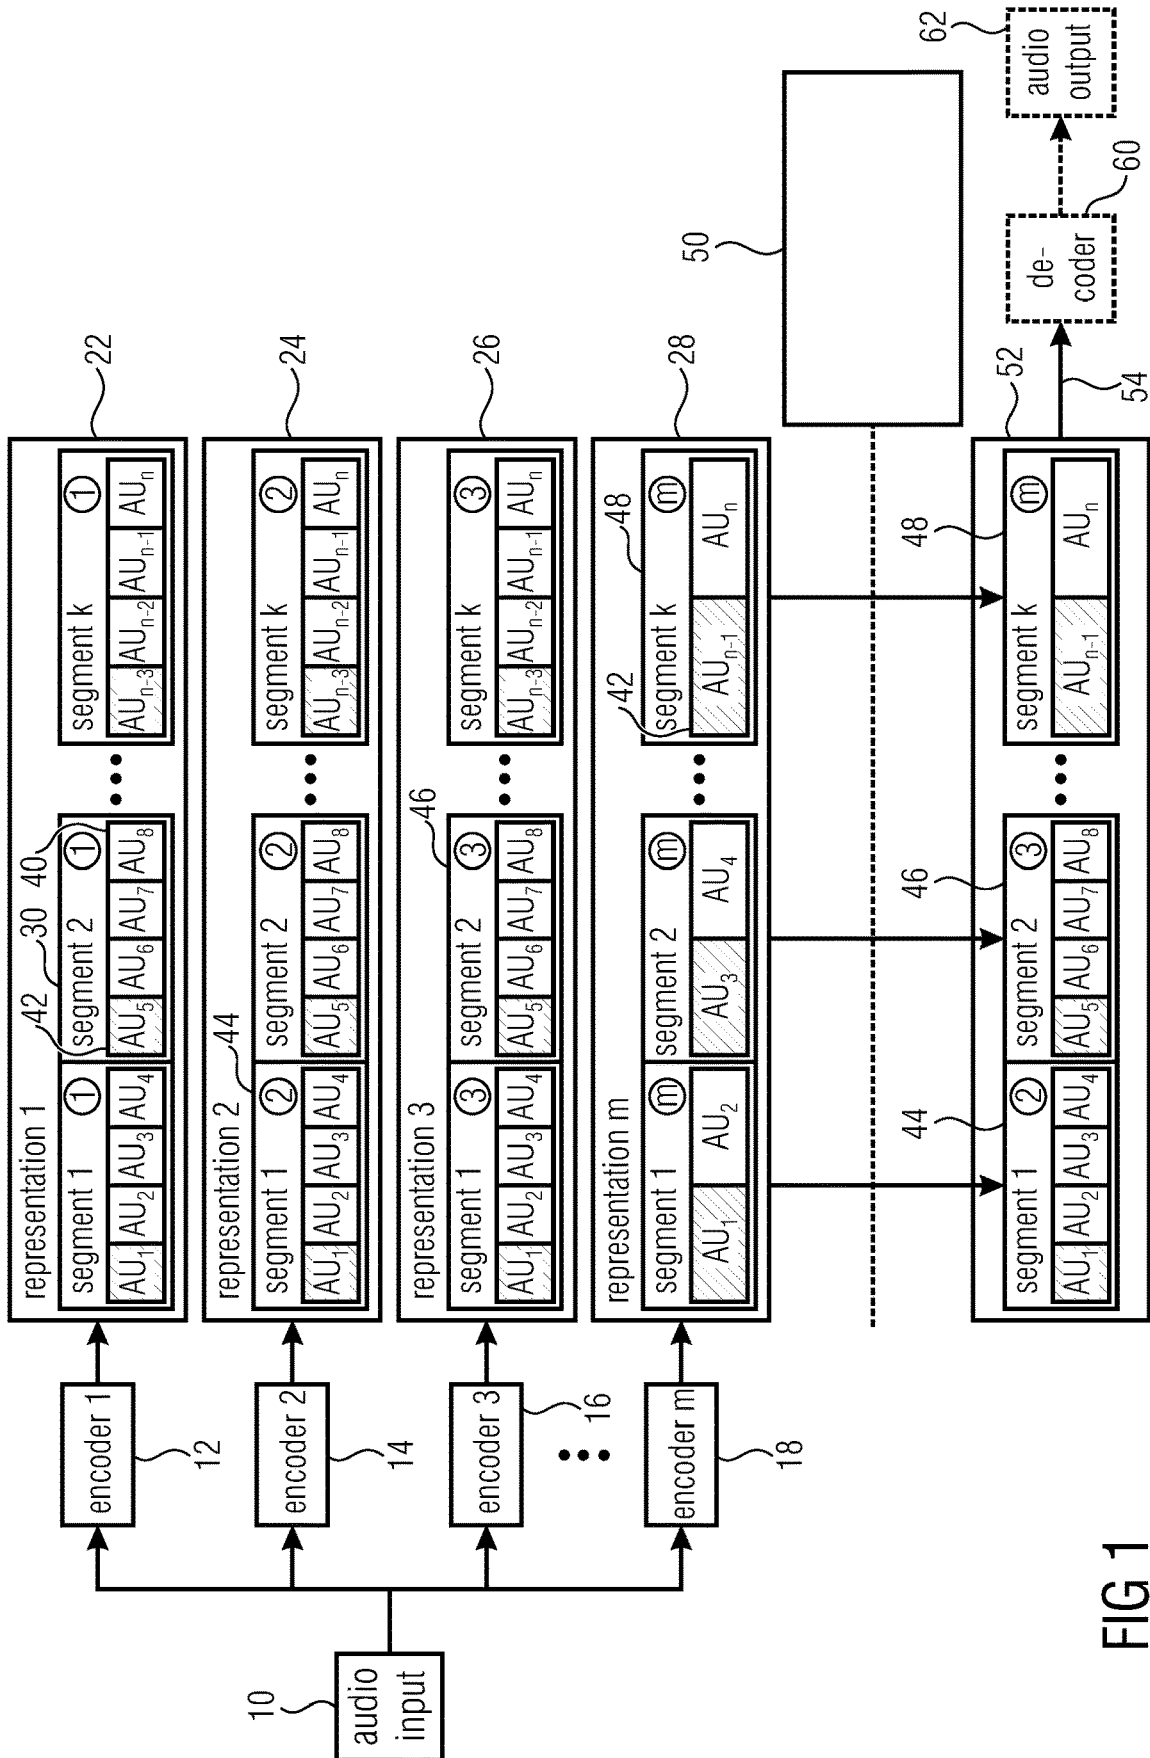 10
audio
input
encoder 1
12
encoder 2
14
encoder 3
16
encoder m
18
representation 1
22
segment 1 ①
AU₁ AU₂ AU₃ AU₄
42 30 40
segment 2 ①
AU₅ AU₆ AU₇ AU₈
segment k ①
AUₙ₋₃ AUₙ₋₂ AUₙ₋₁ AUₙ
representation 2
24
44
segment 1 ②
AU₁ AU₂ AU₃ AU₄
segment 2 ②
AU₅ AU₆ AU₇ AU₈
segment k ②
AUₙ₋₃ AUₙ₋₂ AUₙ₋₁ AUₙ
representation 3
26
segment 1 ③
AU₁ AU₂ AU₃ AU₄
46
segment 2 ③
AU₅ AU₆ AU₇ AU₈
segment k ③
AUₙ₋₃ AUₙ₋₂ AUₙ₋₁ AUₙ
representation m
28
segment 1 ⓜ
AU₁ AU₂
segment 2 ⓜ
AU₃ AU₄
42
48
segment k ⓜ
AUₙ₋₁ AUₙ
50
44
segment 1 ②
AU₁ AU₂ AU₃ AU₄
46
segment 2 ③
AU₅ AU₆ AU₇ AU₈
48
segment k ⓜ
AUₙ₋₁ AUₙ
52
54
de-
coder
60
62
audio
output
FIG 1